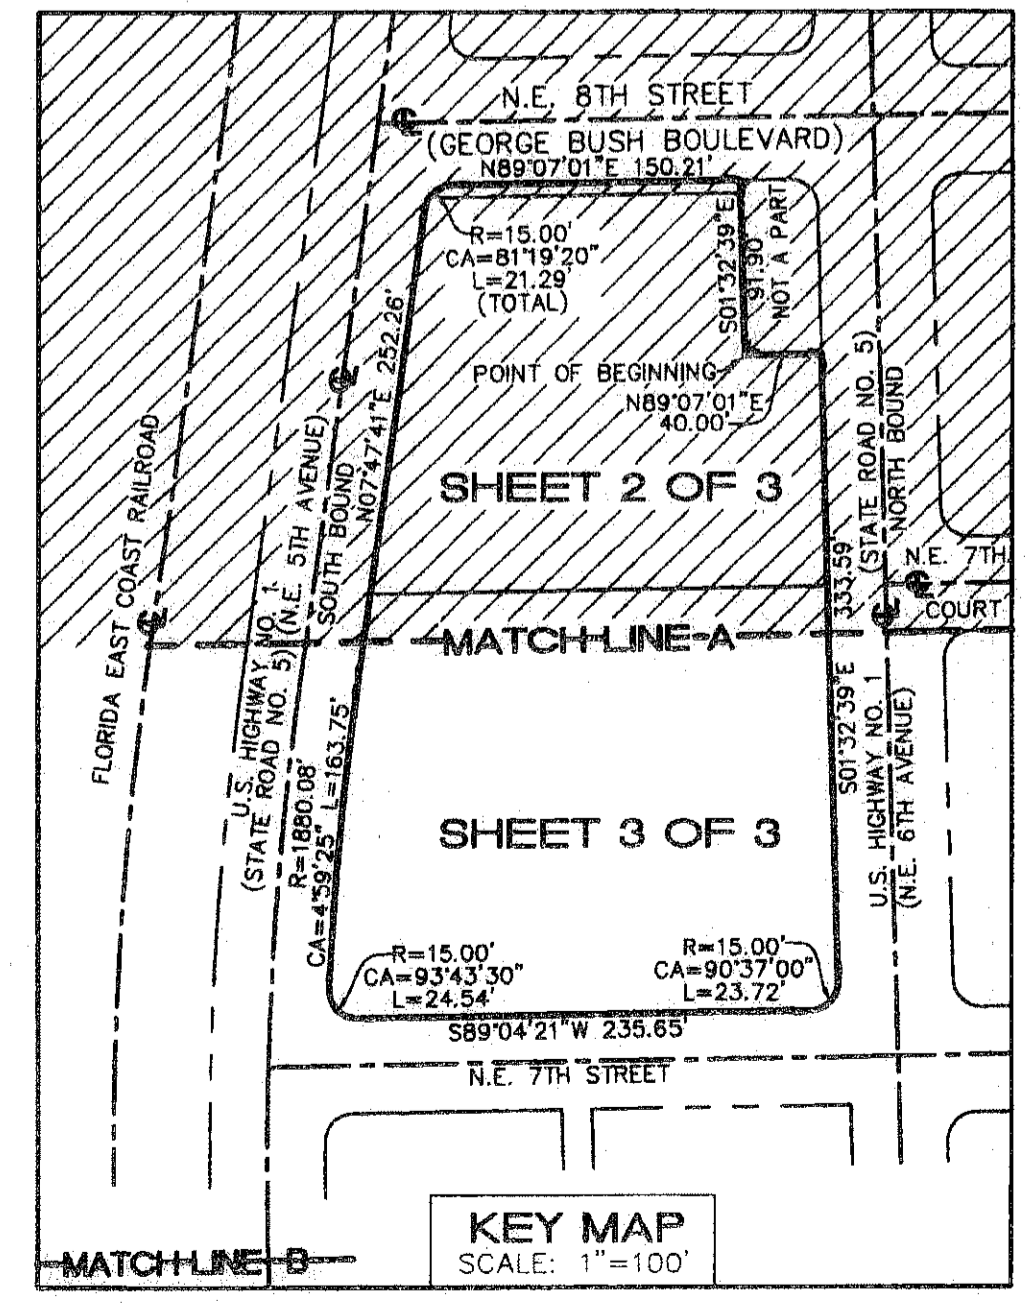 N.E. 8TH STREET
(GEORGE BUSH BOULEVARD)
N89°07'01"E 150.21'
R=15.00'
CA=81°19'20"
L=21.29'
(TOTAL)
S01°32'39"E
91.90'
NOT A PART
POINT OF BEGINNING
N89°07'01"E
40.00'
N07°47'41"E 252.26'
SHEET 2 OF 3
(STATE ROAD NO. 5)
NORTH BOUND
N.E. 7TH
COURT
333.59'
S01°32'39"E
FLORIDA EAST COAST RAILROAD
U.S. HIGHWAY NO. 1
(STATE ROAD NO. 5) (N.E. 5TH AVENUE)
SOUTH BOUND
MATCH LINE A
R=1880.08'
CA=4°59'25" L=163.75'
U.S. HIGHWAY NO. 1
(N.E. 6TH AVENUE)
SHEET 3 OF 3
R=15.00'
CA=93°43'30"
L=24.54'
R=15.00'
CA=90°37'00"
L=23.72'
S89°04'21"W 235.65'
N.E. 7TH STREET
KEY MAP
SCALE: 1"=100'
MATCH LINE B